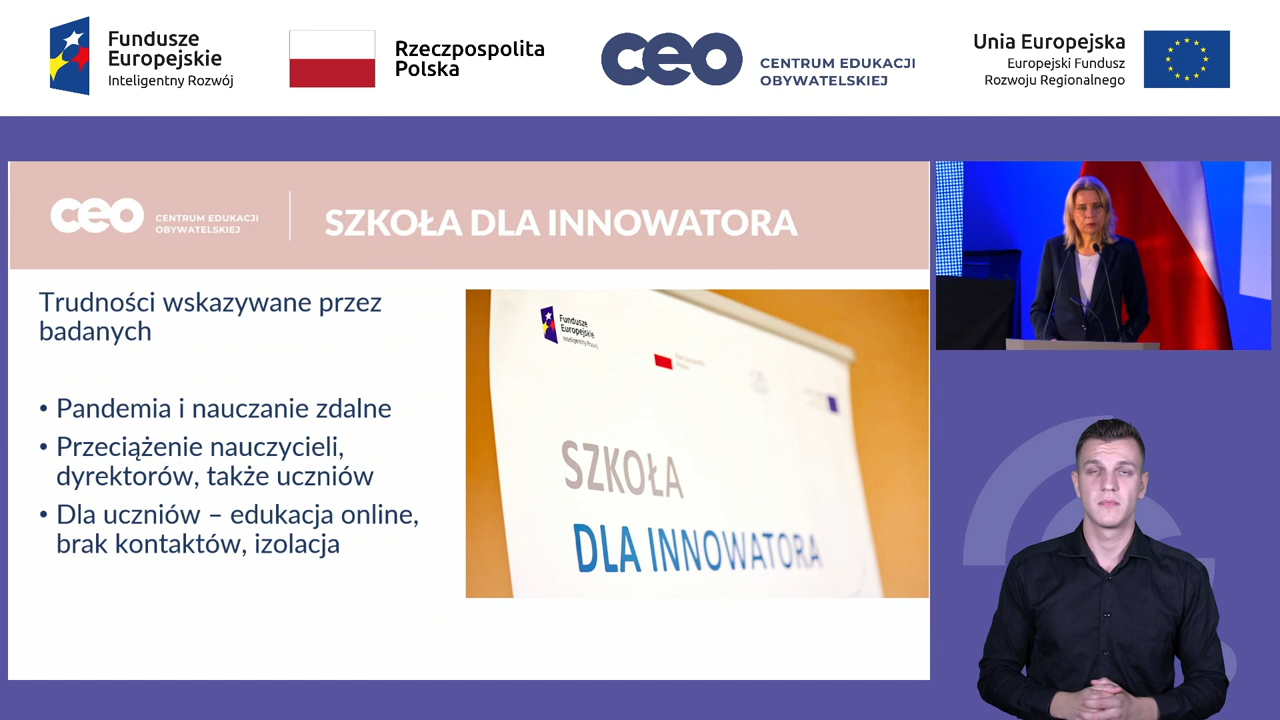 Fundusze
Europejskie
Inteligentny Rozwój
Rzeczpospolita
Polska
ceo
CENTRUM EDUKACJI
OBYWATELSKIEJ
Unia Europejska
Europejski Fundusz
Rozwoju Regionalnego
ceo
CENTRUM EDUKACJI
OBYWATELSKIEJ
SZKOŁA DLA INNOWATORA
Trudności wskazywane przez
badanych
• Pandemia i nauczanie zdalne
• Przeciążenie nauczycieli,
dyrektorów, także uczniów
• Dla uczniów – edukacja online,
brak kontaktów, izolacja
Fundusze
Europejskie
Inteligentny Rozwój
SZKOŁA
DLA INNOWATORA